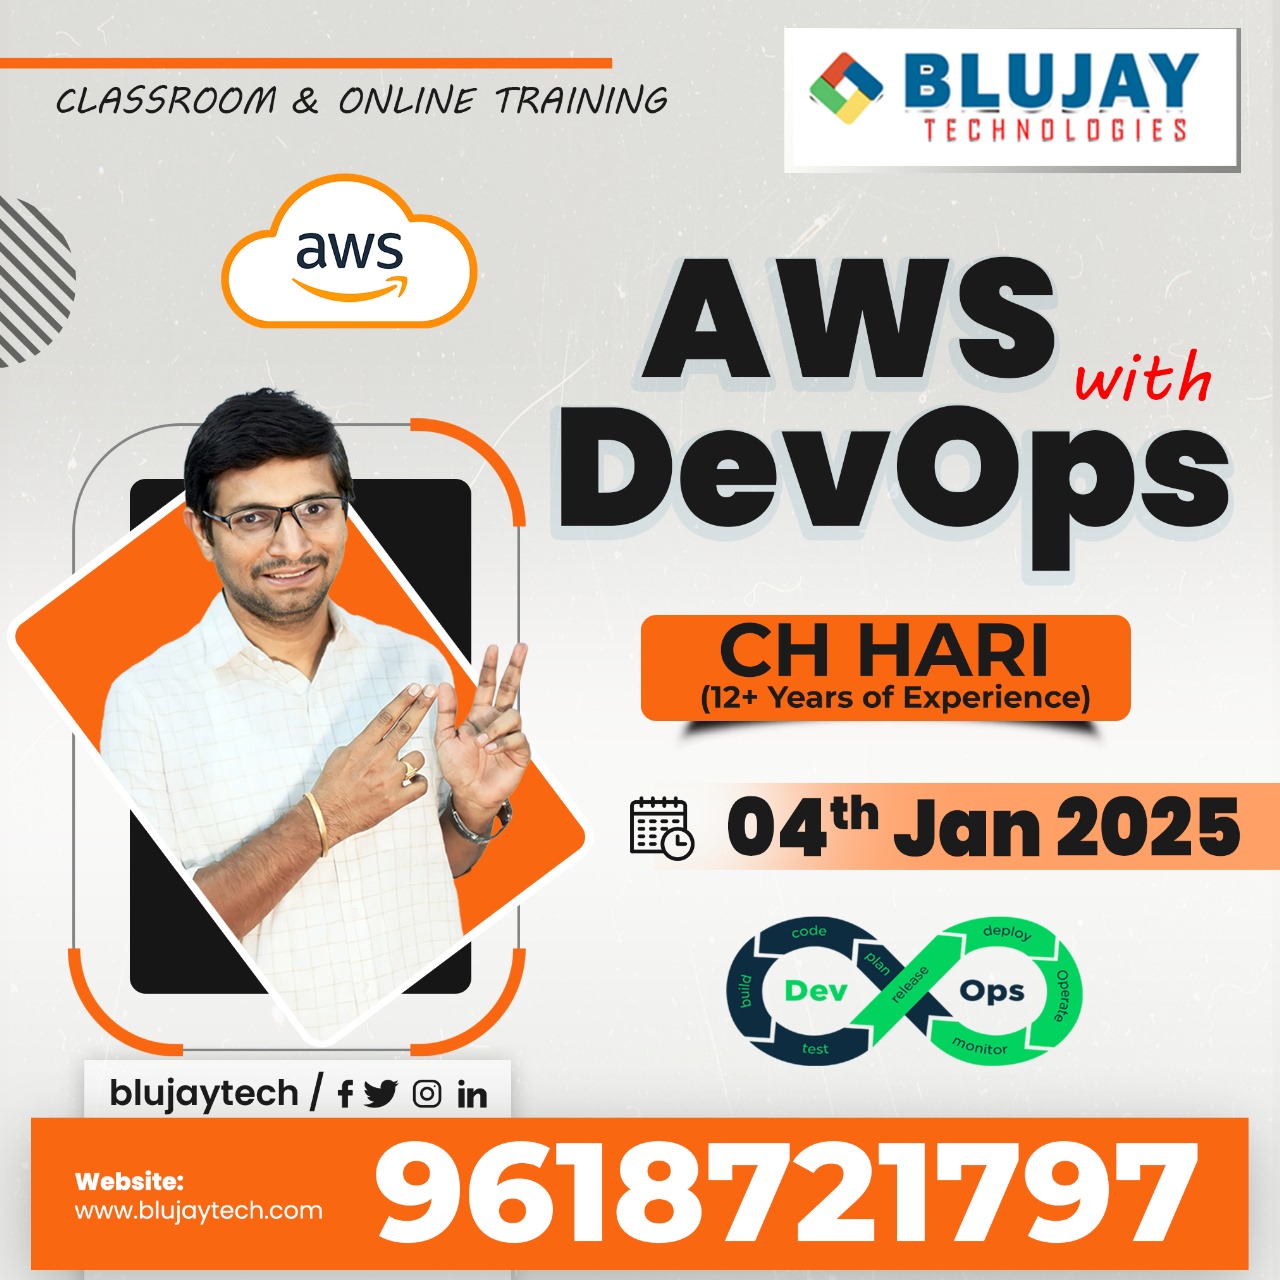 CLASSROOM & ONLINE TRAINING
BLUJAY
TECHNOLOGIES
aws
AWS
with
DevOps
CH HARI
(12+ Years of Experience)
04th Jan 2025
code
plan
build
Dev
test
release
deploy
Ops
Operate
monitor
blujaytech /
Website:
www.blujaytech.com
9618721797